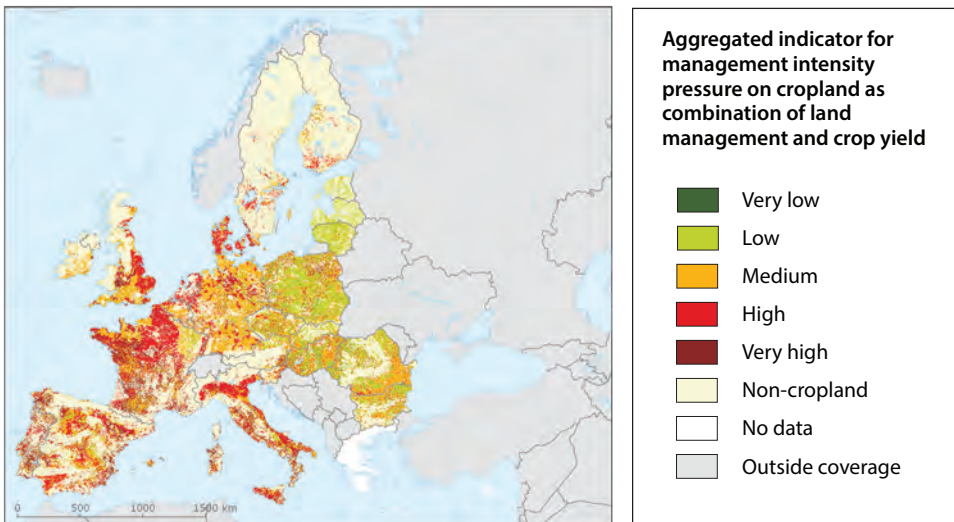 Aggregated indicator for
management intensity
pressure on cropland as
combination of land
management and crop yield
Very low
Low
Medium
High
Very high
Non-cropland
No data
Outside coverage
0 500 1000 1500 km